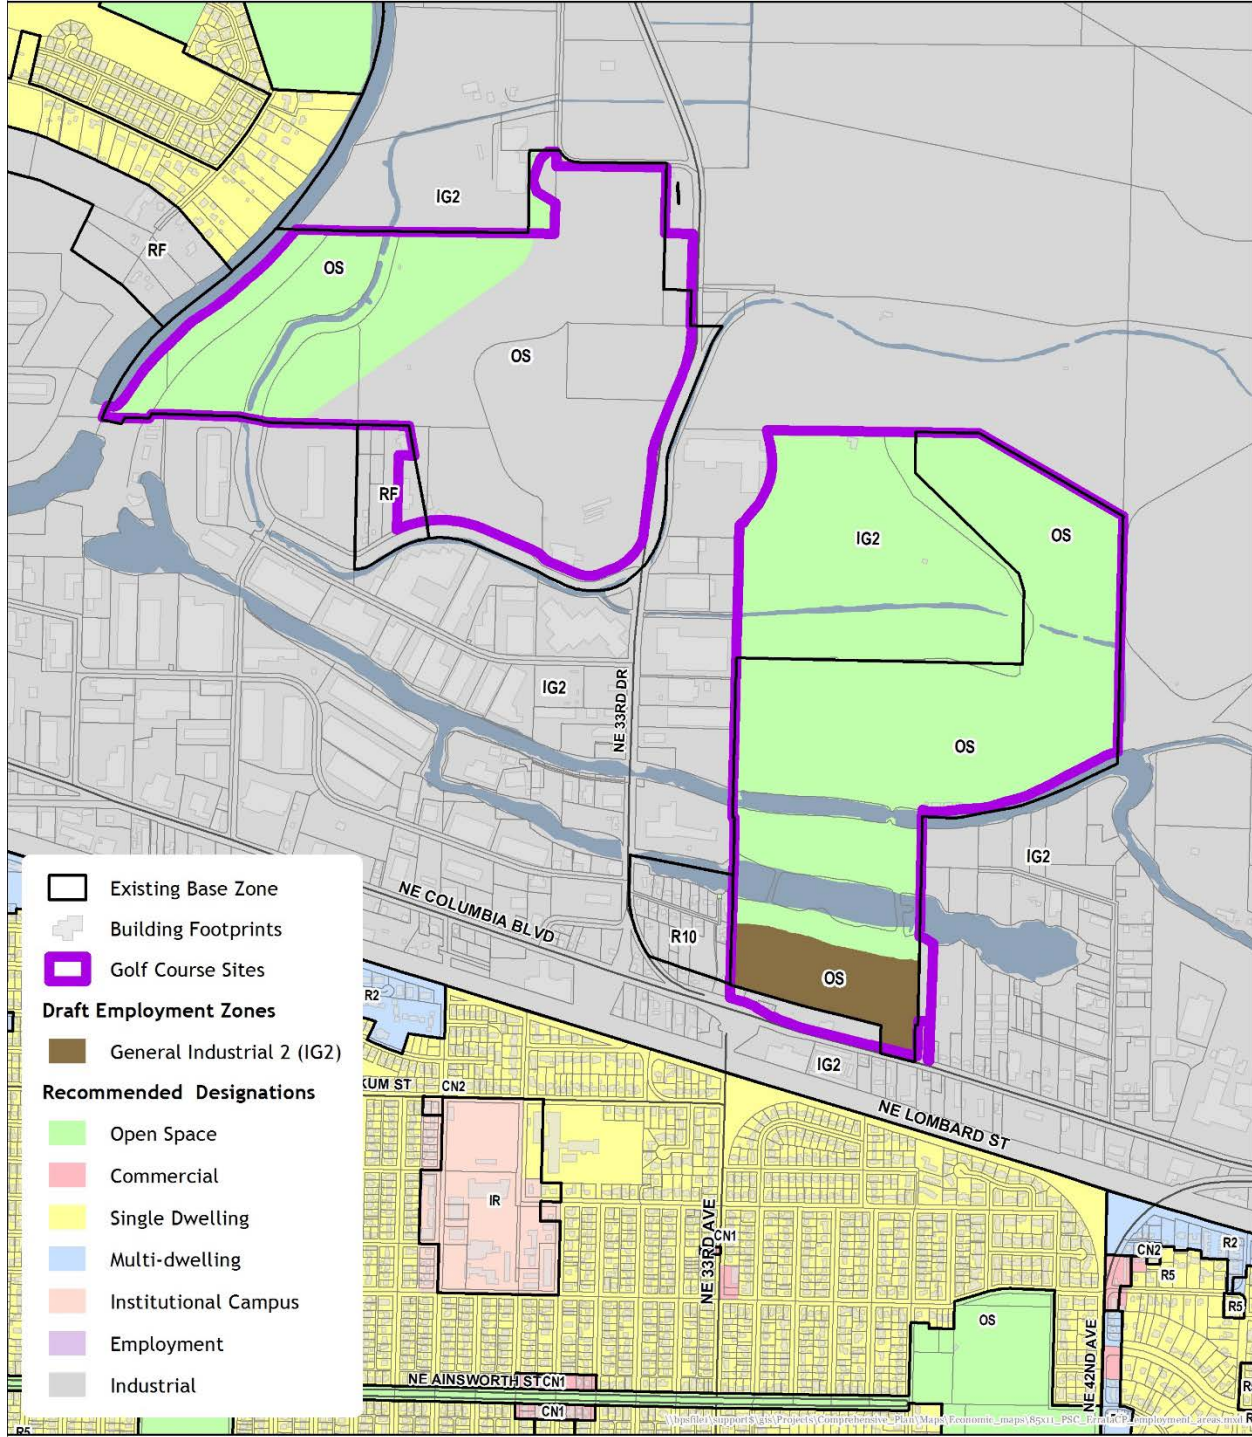 IG2
RF
OS
OS
RF
IG2
OS
IG2
NE 33RD DR
OS
IG2
NE COLUMBIA BLVD
R10
OS
IG2
R2
KUM ST
CN2
NE LOMBARD ST
IR
NE 33RD AVE
CN1
CN2
R2
R5
R5
OS
NE 42ND AVE
NE AINSWORTH ST
CN1
CN1
R5
Existing Base Zone
Building Footprints
Golf Course Sites
Draft Employment Zones
General Industrial 2 (IG2)
Recommended Designations
Open Space
Commercial
Single Dwelling
Multi-dwelling
Institutional Campus
Employment
Industrial